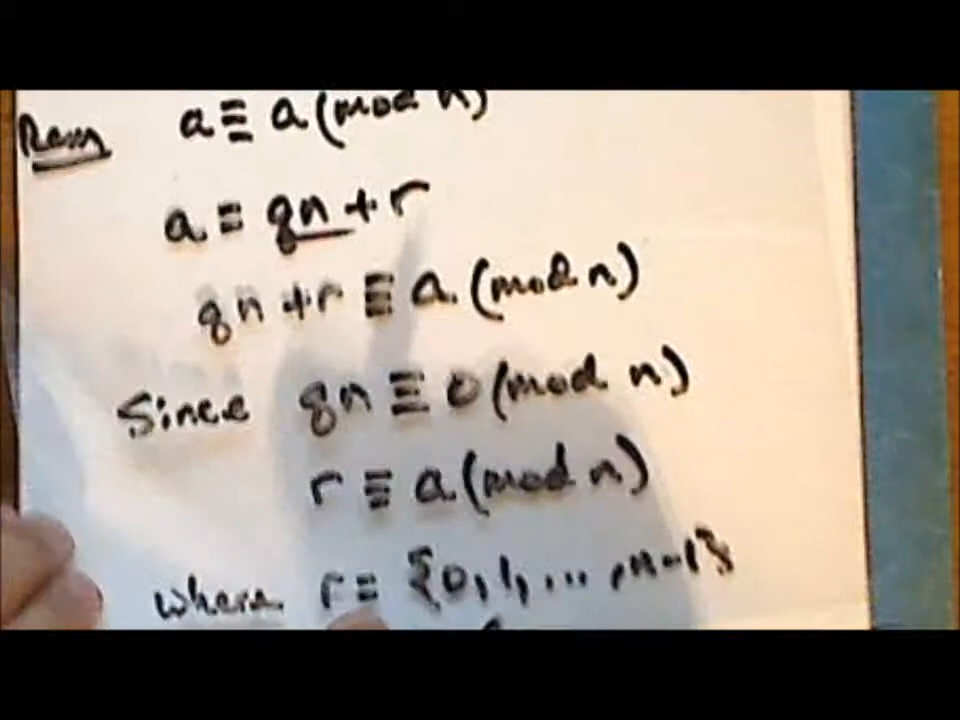 Rem a ≡ a (mod n)
a ≡ qn + r
qn + r ≡ a (mod n)
Since qn ≡ 0 (mod n)
r ≡ a (mod n)
where r = {0, 1, ..., n-1}